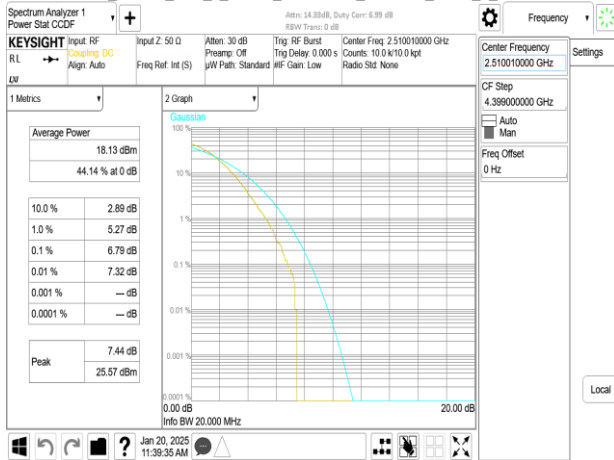 Spectrum Analyzer 1
Power Stat CCDF
Attn: 14.33dB, Duty Corr: 6.99 dB
RBW Trans: 0 dB
Frequency
KEYSIGHT
RL
Input: RF
Coupling: DC
Align: Auto
Input Z: 50 Ω
Freq Ref: Int (S)
Atten: 30 dB
Preamp: Off
µW Path: Standard
Trig: RF Burst
Trig Delay: 0.000 s
#IF Gain: Low
Center Freq: 2.510010000 GHz
Counts: 10.0 k/10.0 kpt
Radio Std: None
Center Frequency
2.510010000 GHz
Settings
CF Step
4.399000000 GHz
Auto
Man
Freq Offset
0 Hz
1 Metrics
2 Graph
Average Power
18.13 dBm
44.14 % at 0 dB
10.0 % 2.89 dB
1.0 % 5.27 dB
0.1 % 6.79 dB
0.01 % 7.32 dB
0.001 % --- dB
0.0001 % --- dB
Peak
7.44 dB
25.57 dBm
Gaussian
100 %
10 %
1 %
0.1 %
0.01 %
0.001 %
0.0001 %
0.00 dB
20.00 dB
Info BW 20.000 MHz
Local
?
Jan 20, 2025
11:39:35 AM